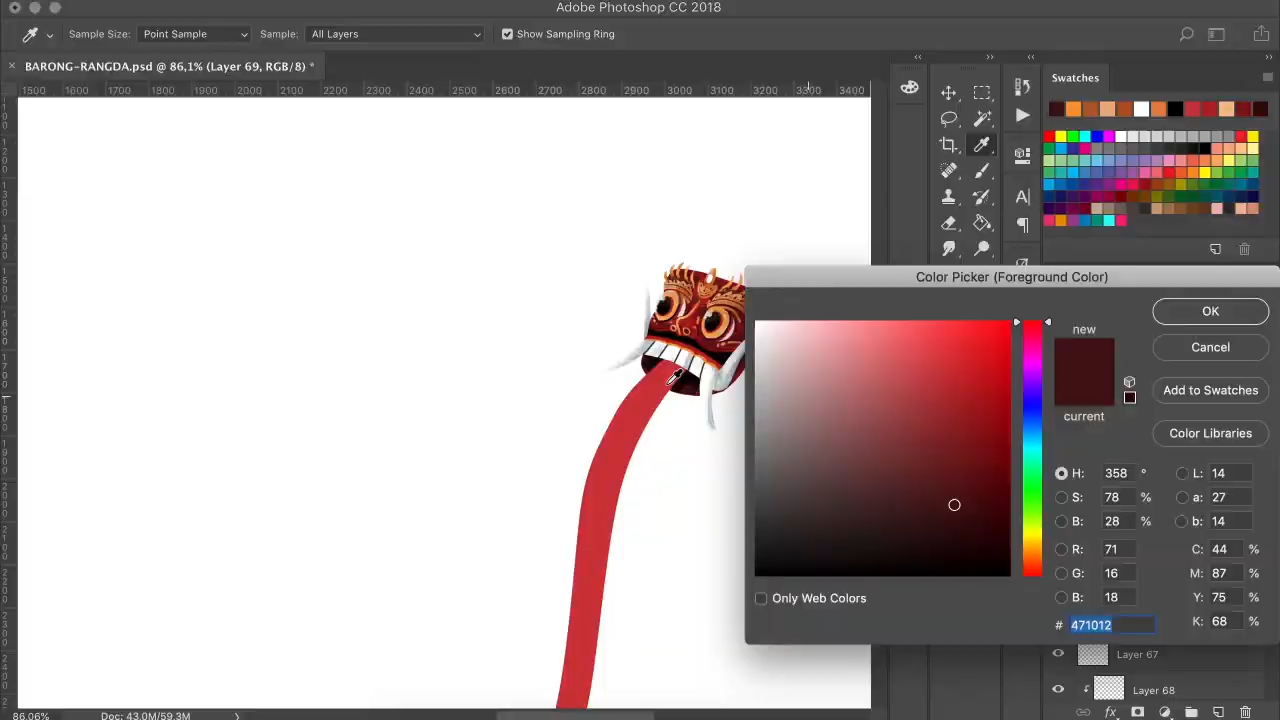 Adobe Photoshop CC 2018
Sample Size: Point Sample Sample: All Layers Show Sampling Ring
BARONG-RANGDA.psd @ 86,1% (Layer 69, RGB/8) *
1500 1600 1700 1800 1900 2000 2100 2200 2300 2400 2500 2600 2700 2800 2900 3000 3100 3200 3300 3400
Swatches
Color Picker (Foreground Color)
new
current
OK
Cancel
Add to Swatches
Color Libraries
H: 358 ° L: 14
S: 78 % a: 27
B: 28 % b: 14
R: 71 C: 44 %
G: 16 M: 87 %
B: 18 Y: 75 %
# 471012 K: 68 %
Only Web Colors
Layer 67
Layer 68
86,06% Doc: 43,0M/59,3M